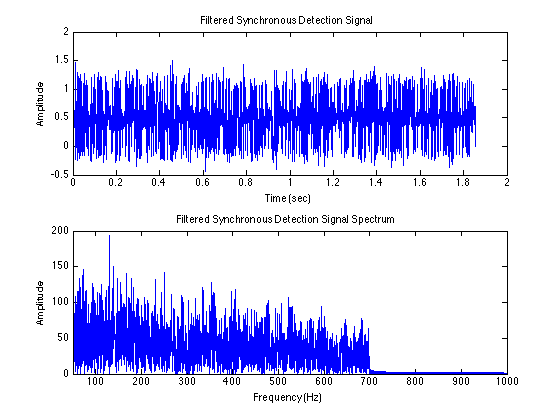 Filtered Synchronous Detection Signal
2
1.5
1
0.5
0
-0.5
Amplitude
0 0.2 0.4 0.6 0.8 1 1.2 1.4 1.6 1.8 2
Time (sec)
Filtered Synchronous Detection Signal Spectrum
200
150
100
50
0
Amplitude
100 200 300 400 500 600 700 800 900 1000
Frequency (Hz)